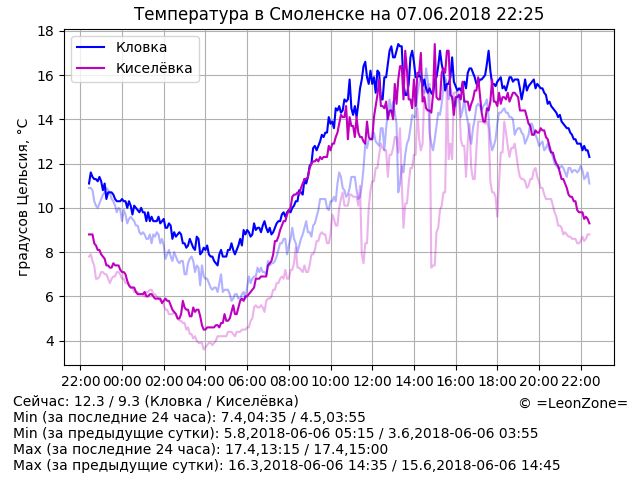 Температура в Смоленске на 07.06.2018 22:25
градусов Цельсия, °C
18
16
14
12
10
8
6
4
Кловка
Киселёвка
22:00 00:00 02:00 04:00 06:00 08:00 10:00 12:00 14:00 16:00 18:00 20:00 22:00
Сейчас: 12.3 / 9.3 (Кловка / Киселёвка)
© =LeonZone=
Min (за последние 24 часа): 7.4,04:35 / 4.5,03:55
Min (за предыдущие сутки): 5.8,2018-06-06 05:15 / 3.6,2018-06-06 03:55
Max (за последние 24 часа): 17.4,13:15 / 17.4,15:00
Max (за предыдущие сутки): 16.3,2018-06-06 14:35 / 15.6,2018-06-06 14:45